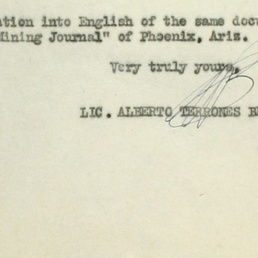 ation into English of the same docu
Mining Journal" of Phoenix, Ariz.
Very truly yours,
LIC. ALBERTO TERRONES B